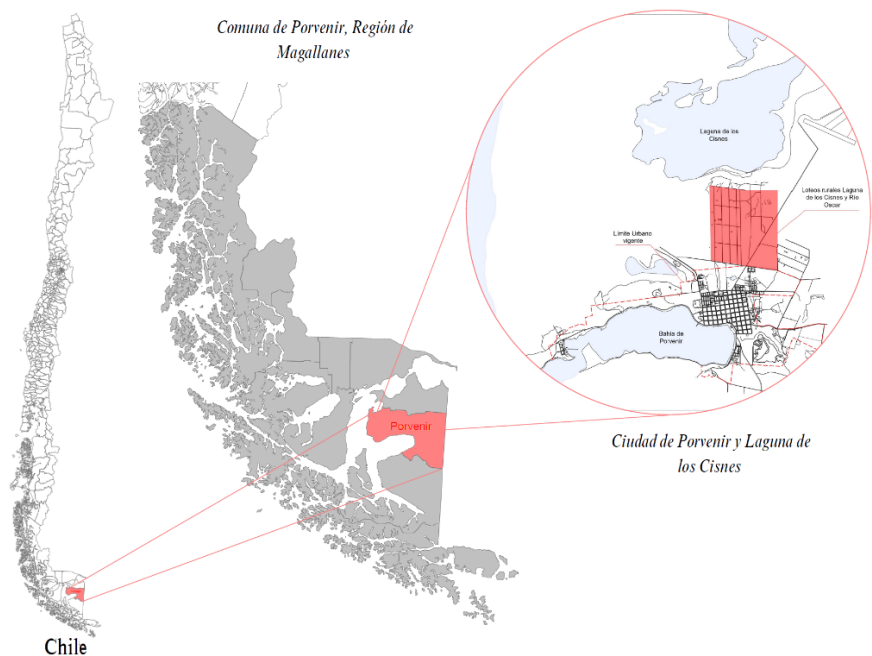 Comuna de Porvenir, Región de
Magallanes
Laguna de los
Cisnes
Loteos rurales Laguna
de los Cisnes y Río
Oscar
Límite Urbano
vigente
Bahía de
Porvenir
Porvenir
Ciudad de Porvenir y Laguna de
los Cisnes
Chile